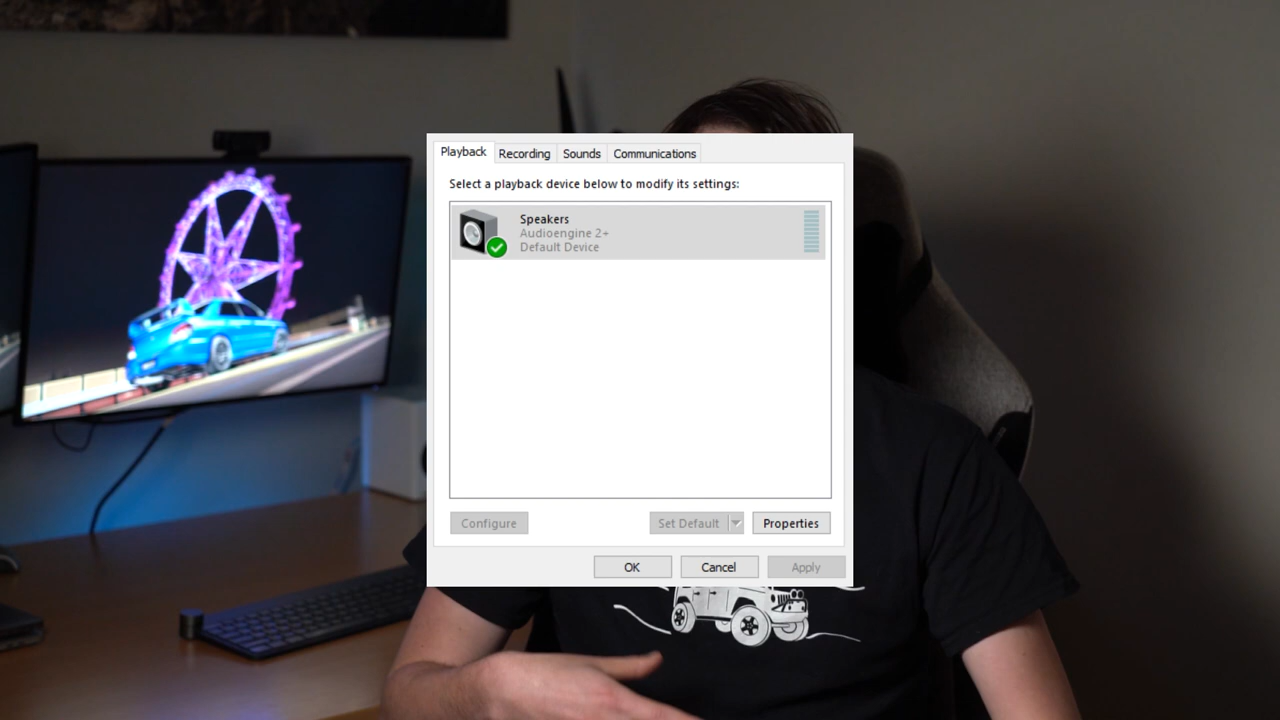 Playback
Recording
Sounds
Communications
Select a playback device below to modify its settings:
Speakers
Audioengine 2+
Default Device
Configure
Set Default
Properties
OK
Cancel
Apply